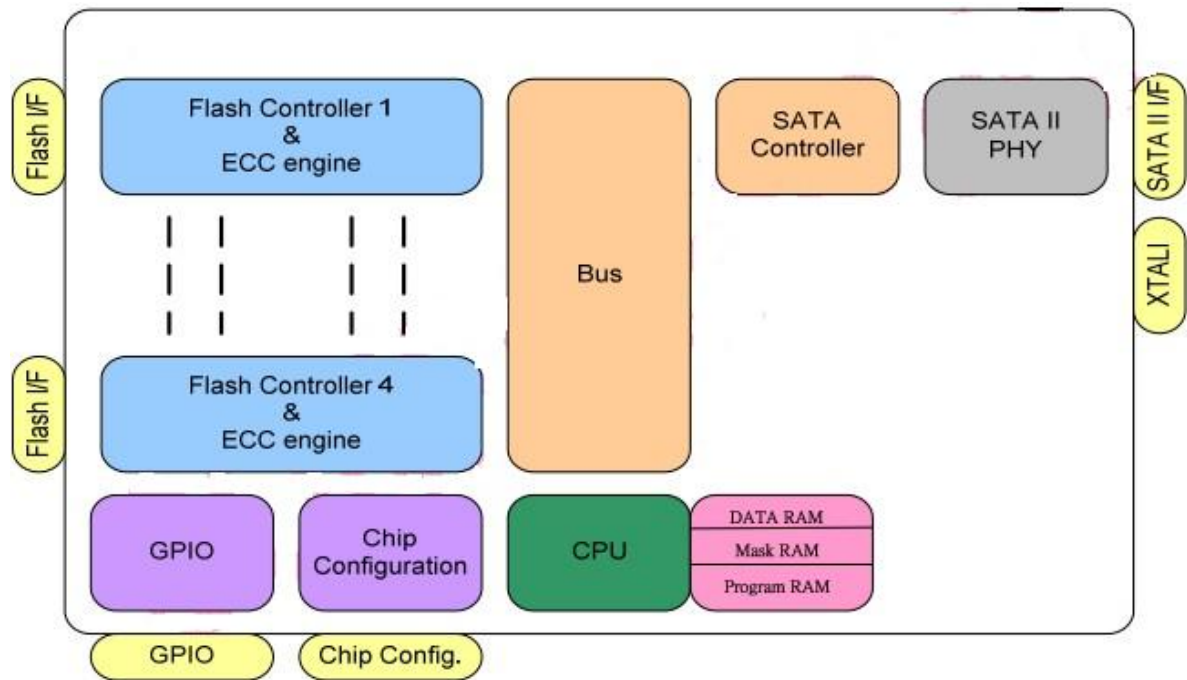 Flash I/F
Flash Controller 1
&
ECC engine
Bus
SATA
Controller
SATA II
PHY
SATA II I/F
XTALI
Flash I/F
Flash Controller 4
&
ECC engine
GPIO
Chip
Configuration
CPU
DATA RAM
Mask RAM
Program RAM
GPIO
Chip Config.